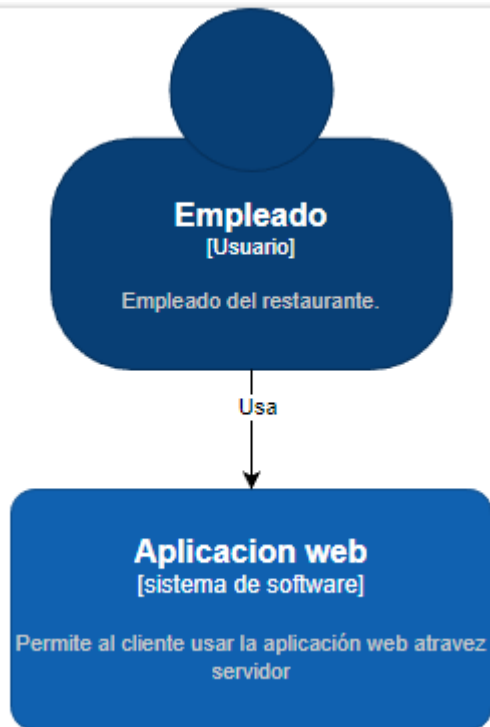 Empleado
[Usuario]
Empleado del restaurante.
Usa
Aplicacion web
[sistema de software]
Permite al cliente usar la aplicación web atravez
servidor